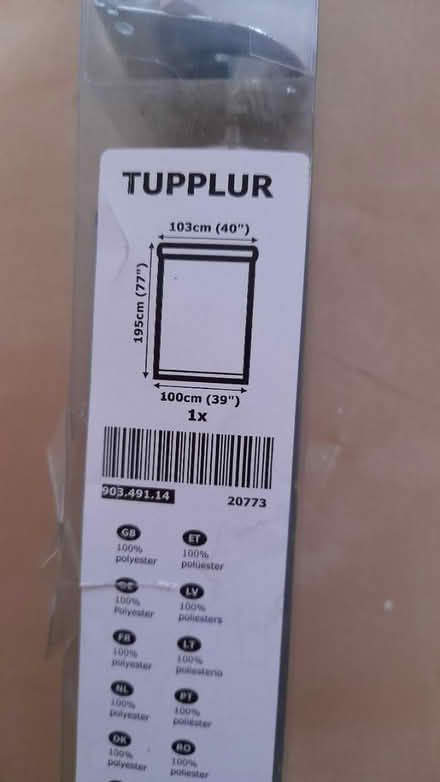 TUPPLUR
103cm (40")
195cm (77")
100cm (39")
1x
903.491.14
20773
GB
100%
polyester
ET
100%
polüester
DE
100%
Polyester
LV
100%
poliesters
FR
100%
polyester
LT
100%
poliesteris
NL
100%
polyester
PT
100%
poliéster
DK
100%
polyester
RO
100%
poliester